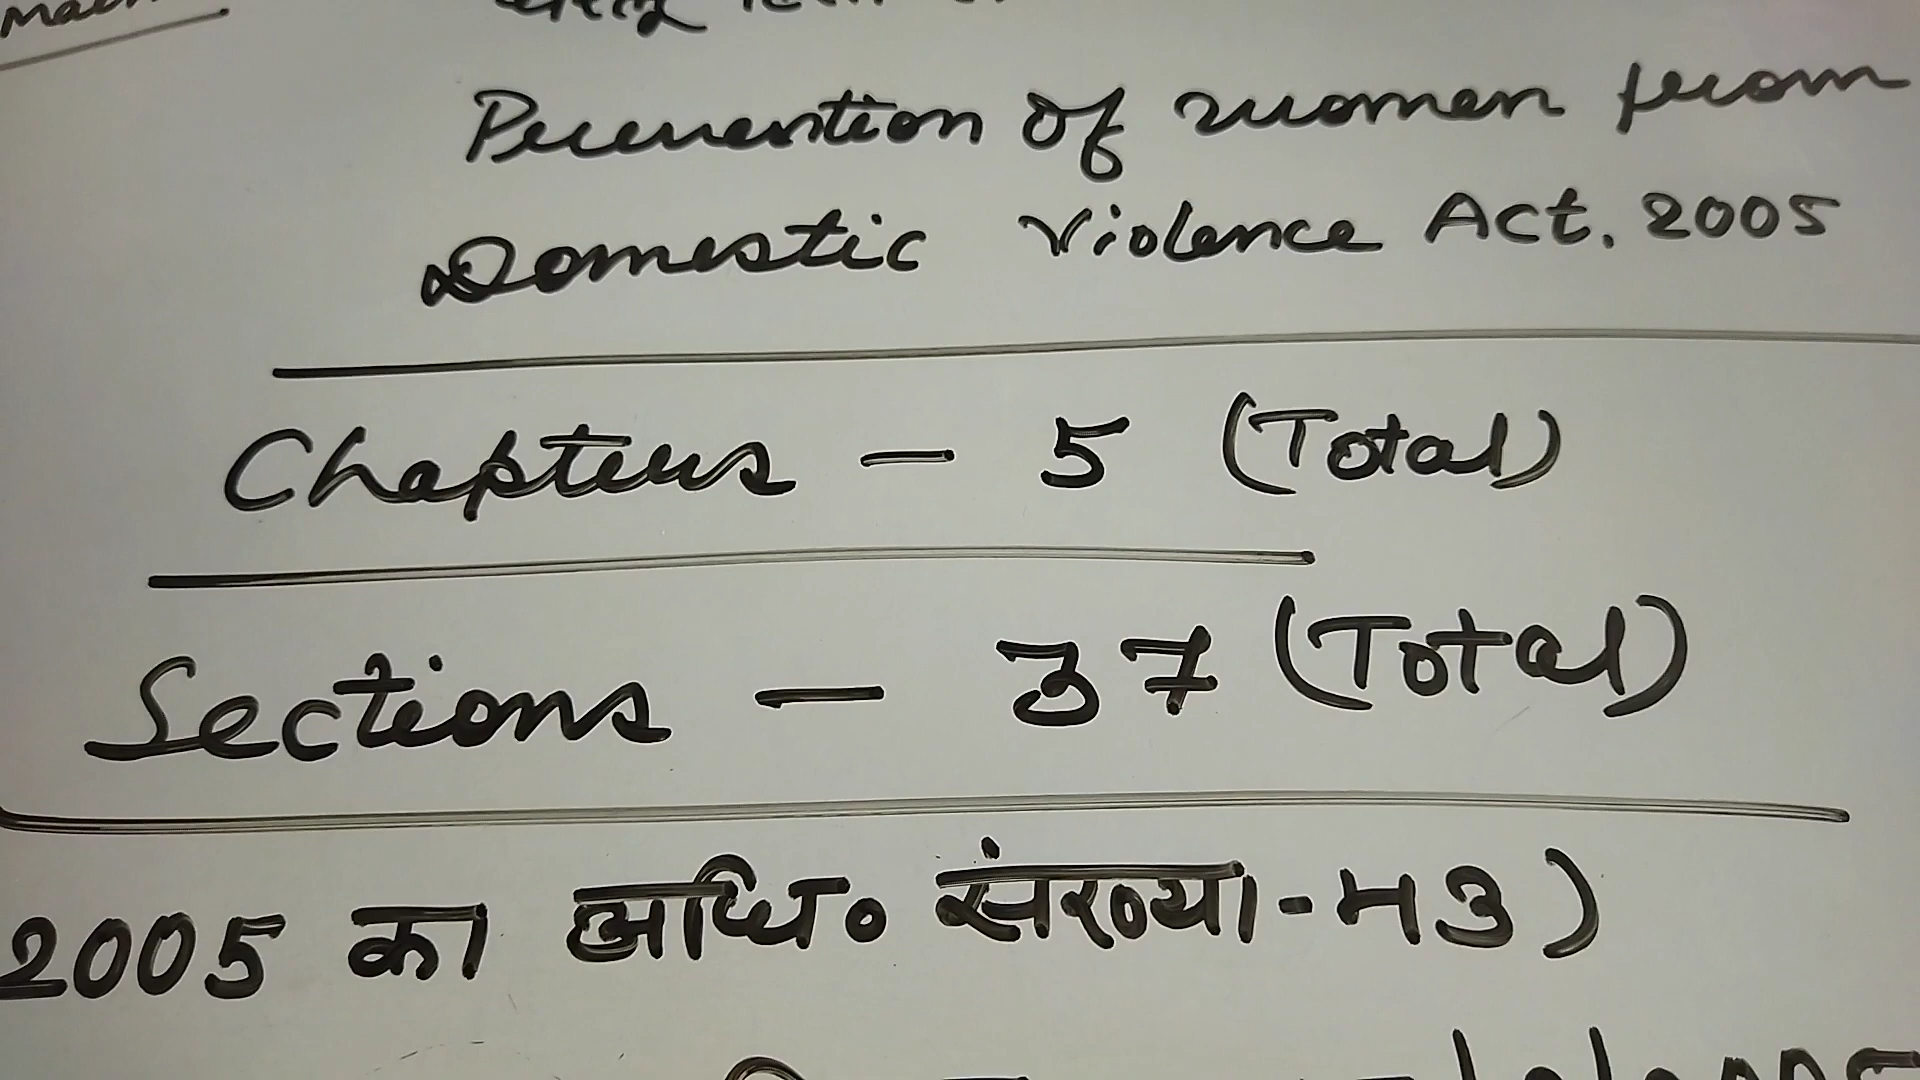 Prevention of women from
Domestic Violence Act. 2005
Chapters - 5 (Total)
Sections - 37 (Total)
2005 का अधि० संख्या - 43)